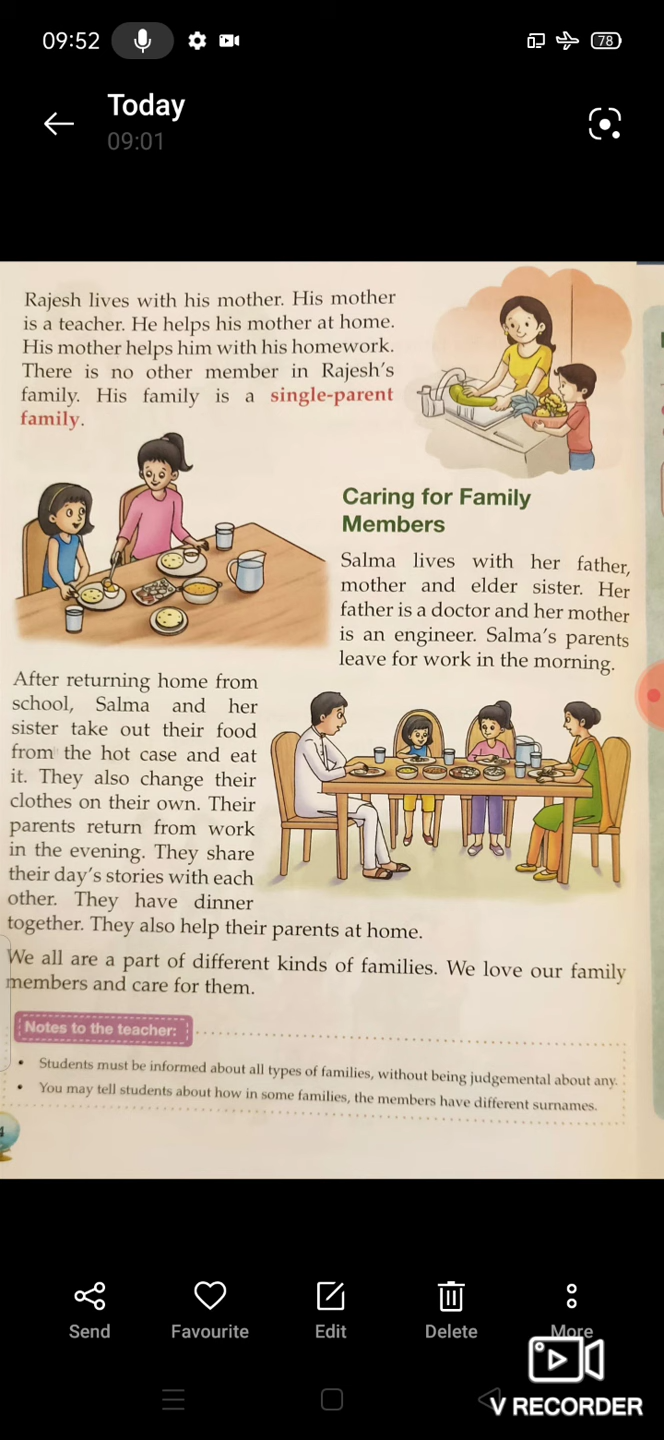 09:52
78
Today
09:01
Rajesh lives with his mother. His mother
is a teacher. He helps his mother at home.
His mother helps him with his homework.
There is no other member in Rajesh's
family. His family is a single-parent
family.
Caring for Family
Members
Salma lives with her father,
mother and elder sister. Her
father is a doctor and her mother
is an engineer. Salma's parents
leave for work in the morning.
After returning home from
school, Salma and her
sister take out their food
from the hot case and eat
it. They also change their
clothes on their own. Their
parents return from work
in the evening. They share
their day's stories with each
other. They have dinner
together. They also help their parents at home.
We all are a part of different kinds of families. We love our family
members and care for them.
Notes to the teacher:
• Students must be informed about all types of families, without being judgemental about any.
• You may tell students about how in some families, the members have different surnames.
Send
Favourite
Edit
Delete
More
V RECORDER